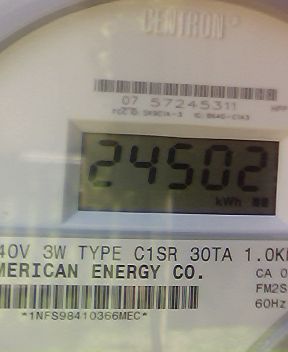 CENTRON
07 57245311
24502
kWh
40V 3W TYPE C1SR 30TA 1.0K
MERICAN ENERGY CO.
CA 0
FM2S
60Hz
*1NFS98410366MEC*